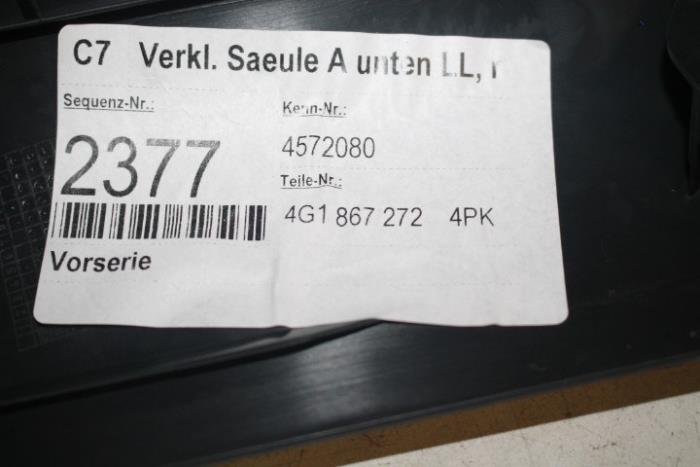 C7 Verkl. Saeule A unten LL, r
Sequenz-Nr.:
2377
Kenn-Nr.:
4572080
Teile-Nr.:
4G1 867 272 4PK
Vorserie